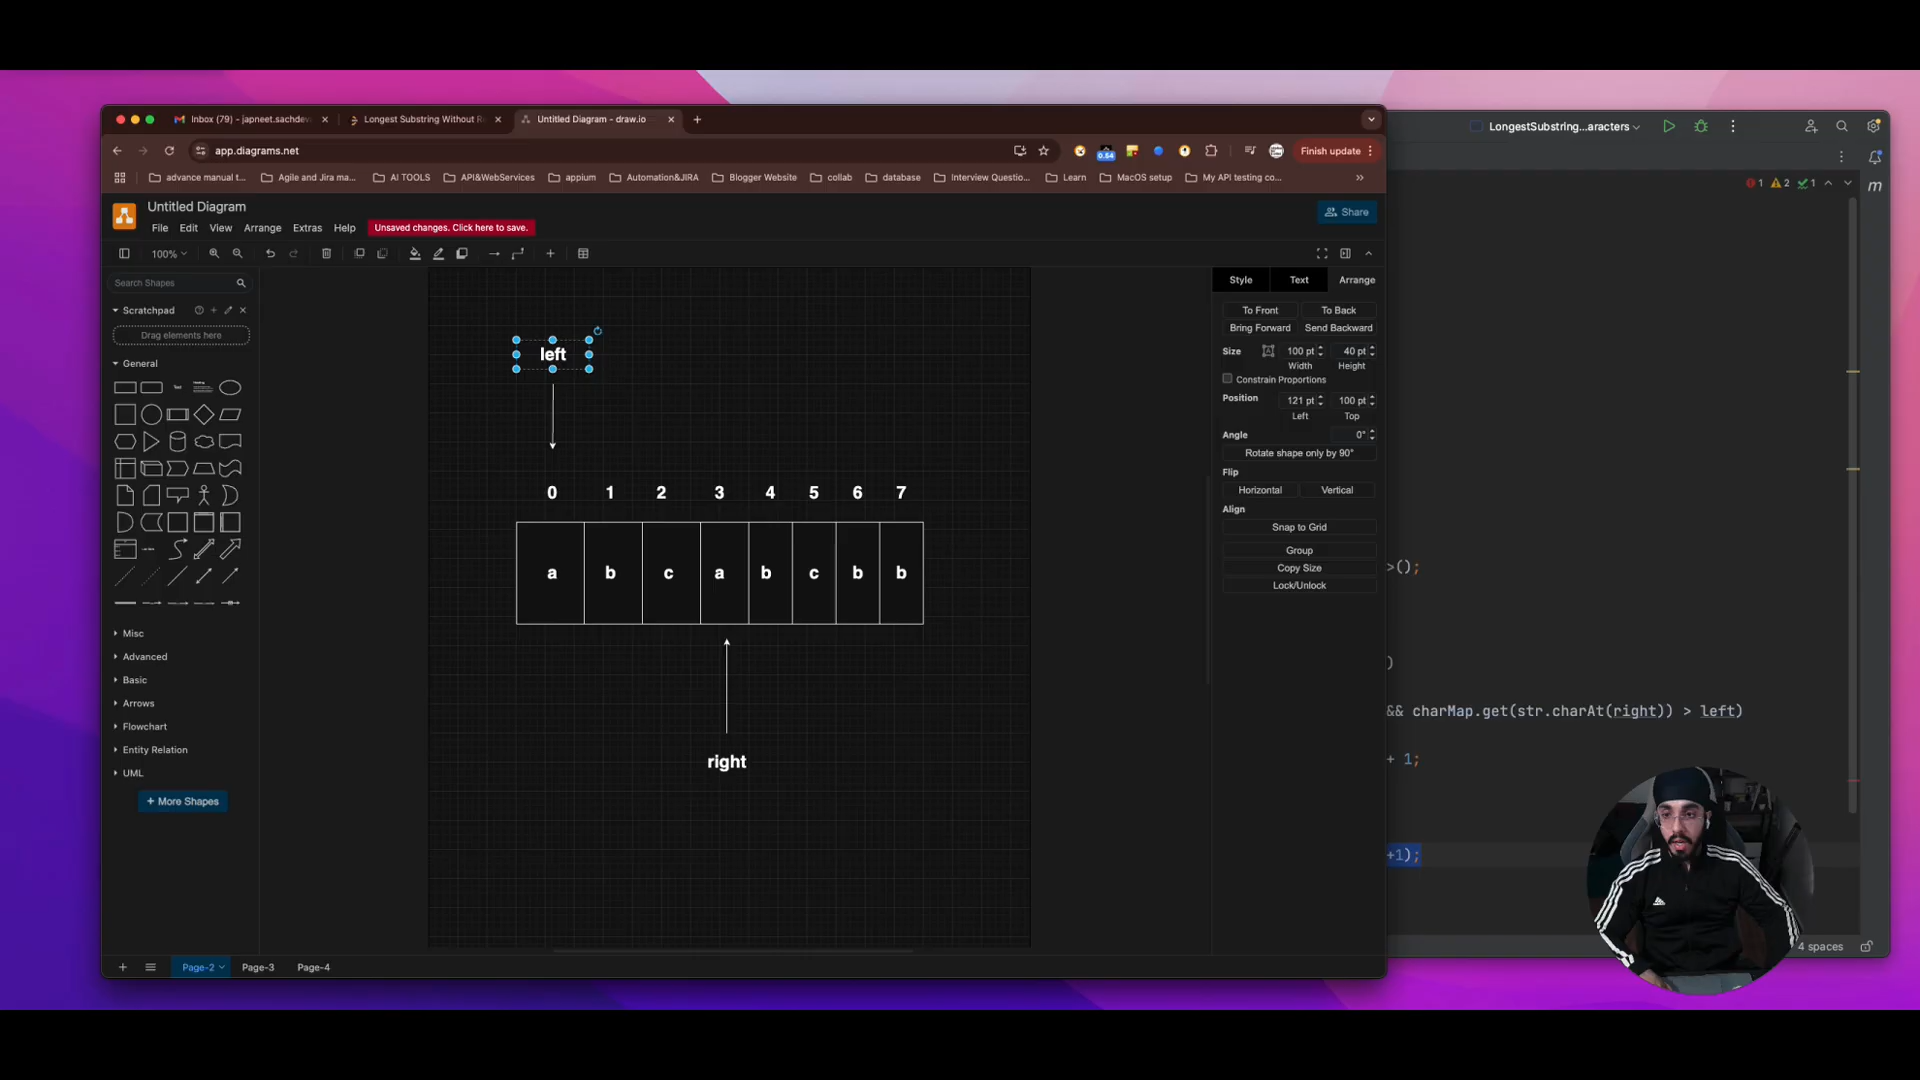 Inbox (79) - japneet.sachdev
Longest Substring Without R
Untitled Diagram - draw.io
LongestSubstring...aracters
app.diagrams.net
0.54
Finish update
advance manual t...
Agile and Jira ma...
AI TOOLS
API&WebServices
appium
Automation&JIRA
Blogger Website
collab
database
Interview Questio...
Learn
MacOS setup
My API testing co...
»
1 2 1
m
Untitled Diagram
Share
File Edit View Arrange Extras Help
Unsaved changes. Click here to save.
100%
Search Shapes
Style Text Arrange
Scratchpad
Drag elements here
General
Text
Heading
To Front To Back
Bring Forward Send Backward
Size 100 pt 40 pt
Width Height
Constrain Proportions
Position 121 pt 100 pt
Left Top
Angle 0°
Rotate shape only by 90°
Flip
Horizontal Vertical
Align
Snap to Grid
Group
Copy Size
Lock/Unlock
left
0 1 2 3 4 5 6 7
a b c a b c b b
right
>();
)
&& charMap.get(str.charAt(right)) > left)
+ 1;
+1);
4 spaces
Misc
Advanced
Basic
Arrows
Flowchart
Entity Relation
UML
+ More Shapes
Page-2 Page-3 Page-4